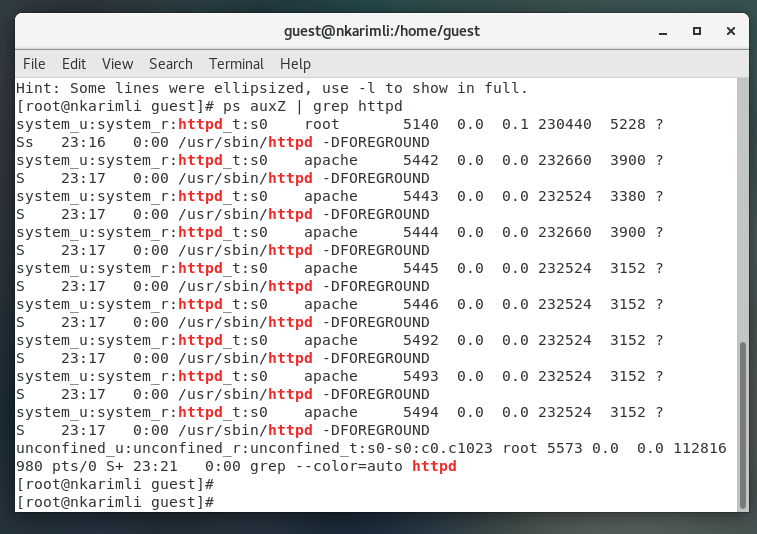 guest@nkarimli:/home/guest
File Edit View Search Terminal Help
Hint: Some lines were ellipsized, use -l to show in full.
[root@nkarimli guest]# ps auxZ | grep httpd
system_u:system_r:httpd_t:s0    root       5140  0.0  0.1 230440  5228 ?
Ss   23:16   0:00 /usr/sbin/httpd -DFOREGROUND
system_u:system_r:httpd_t:s0    apache     5442  0.0  0.0 232660  3900 ?
S    23:17   0:00 /usr/sbin/httpd -DFOREGROUND
system_u:system_r:httpd_t:s0    apache     5443  0.0  0.0 232524  3380 ?
S    23:17   0:00 /usr/sbin/httpd -DFOREGROUND
system_u:system_r:httpd_t:s0    apache     5444  0.0  0.0 232660  3900 ?
S    23:17   0:00 /usr/sbin/httpd -DFOREGROUND
system_u:system_r:httpd_t:s0    apache     5445  0.0  0.0 232524  3152 ?
S    23:17   0:00 /usr/sbin/httpd -DFOREGROUND
system_u:system_r:httpd_t:s0    apache     5446  0.0  0.0 232524  3152 ?
S    23:17   0:00 /usr/sbin/httpd -DFOREGROUND
system_u:system_r:httpd_t:s0    apache     5492  0.0  0.0 232524  3152 ?
S    23:17   0:00 /usr/sbin/httpd -DFOREGROUND
system_u:system_r:httpd_t:s0    apache     5493  0.0  0.0 232524  3152 ?
S    23:17   0:00 /usr/sbin/httpd -DFOREGROUND
system_u:system_r:httpd_t:s0    apache     5494  0.0  0.0 232524  3152 ?
S    23:17   0:00 /usr/sbin/httpd -DFOREGROUND
unconfined_u:unconfined_r:unconfined_t:s0-s0:c0.c1023 root 5573 0.0  0.0 112816
980 pts/0 S+ 23:21   0:00 grep --color=auto httpd
[root@nkarimli guest]#
[root@nkarimli guest]#